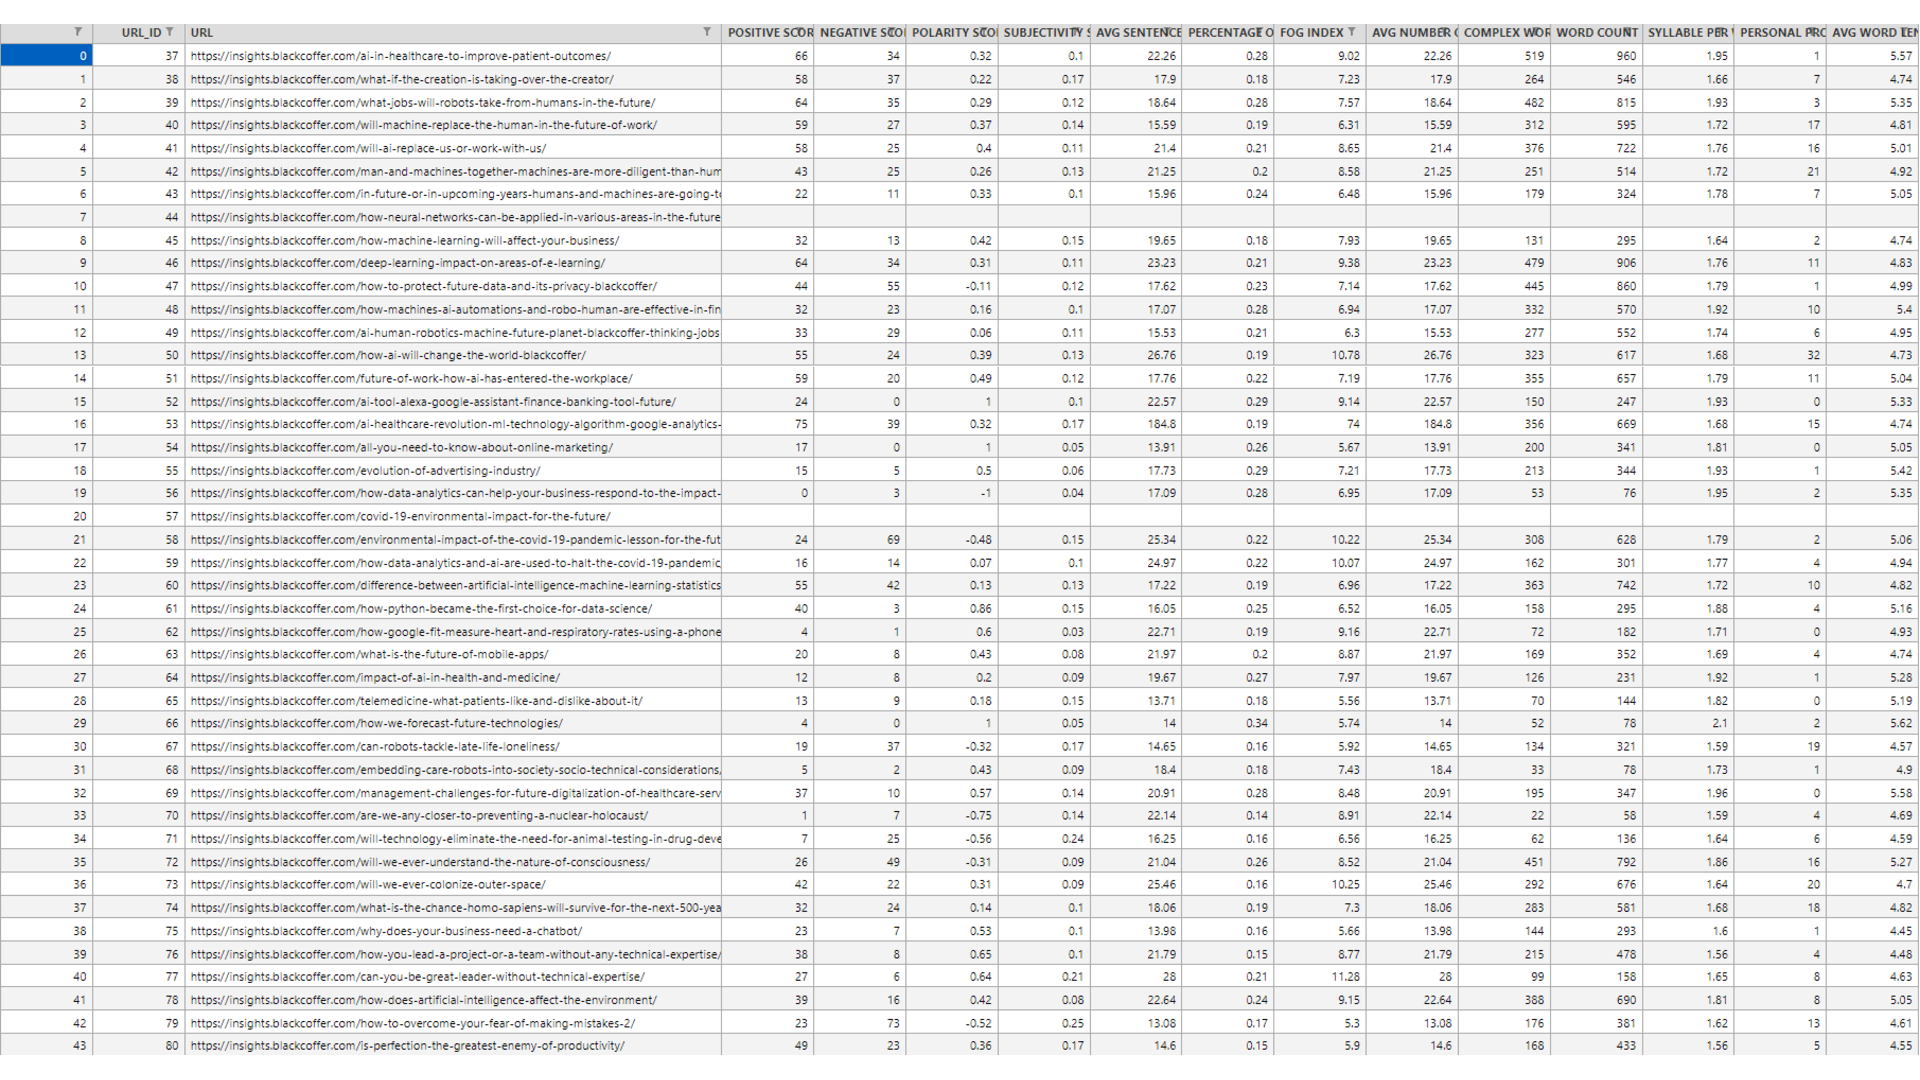 URL_ID URL POSITIVE SCOR NEGATIVE SCO POLARITY SCO SUBJECTIVITY S AVG SENTENCE PERCENTAGE O FOG INDEX AVG NUMBER O COMPLEX WOR WORD COUNT SYLLABLE PER PERSONAL PRO AVG WORD LEN
0 37 https://insights.blackcoffer.com/ai-in-healthcare-to-improve-patient-outcomes/ 66 34 0.32 0.1 22.26 0.28 9.02 22.26 519 960 1.95 1 5.57
1 38 https://insights.blackcoffer.com/what-if-the-creation-is-taking-over-the-creator/ 58 37 0.22 0.17 17.9 0.18 7.23 17.9 264 546 1.66 7 4.74
2 39 https://insights.blackcoffer.com/what-jobs-will-robots-take-from-humans-in-the-future/ 64 35 0.29 0.12 18.64 0.28 7.57 18.64 482 815 1.93 3 5.35
3 40 https://insights.blackcoffer.com/will-machine-replace-the-human-in-the-future-of-work/ 59 27 0.37 0.14 15.59 0.19 6.31 15.59 312 595 1.72 17 4.81
4 41 https://insights.blackcoffer.com/will-ai-replace-us-or-work-with-us/ 58 25 0.4 0.11 21.4 0.21 8.65 21.4 376 722 1.76 16 5.01
5 42 https://insights.blackcoffer.com/man-and-machines-together-machines-are-more-diligent-than-hum 43 25 0.26 0.13 21.25 0.2 8.58 21.25 251 514 1.72 21 4.92
6 43 https://insights.blackcoffer.com/in-future-or-in-upcoming-years-humans-and-machines-are-going-to 22 11 0.33 0.1 15.96 0.24 6.48 15.96 179 324 1.78 7 5.05
7 44 https://insights.blackcoffer.com/how-neural-networks-can-be-applied-in-various-areas-in-the-future
8 45 https://insights.blackcoffer.com/how-machine-learning-will-affect-your-business/ 32 13 0.42 0.15 19.65 0.18 7.93 19.65 131 295 1.64 2 4.74
9 46 https://insights.blackcoffer.com/deep-learning-impact-on-areas-of-e-learning/ 64 34 0.31 0.11 23.23 0.21 9.38 23.23 479 906 1.76 11 4.83
10 47 https://insights.blackcoffer.com/how-to-protect-future-data-and-its-privacy-blackcoffer/ 44 55 -0.11 0.12 17.62 0.23 7.14 17.62 445 860 1.79 1 4.99
11 48 https://insights.blackcoffer.com/how-machines-ai-automations-and-robo-human-are-effective-in-fin 32 23 0.16 0.1 17.07 0.28 6.94 17.07 332 570 1.92 10 5.4
12 49 https://insights.blackcoffer.com/ai-human-robotics-machine-future-planet-blackcoffer-thinking-jobs 33 29 0.06 0.11 15.53 0.21 6.3 15.53 277 552 1.74 6 4.95
13 50 https://insights.blackcoffer.com/how-ai-will-change-the-world-blackcoffer/ 55 24 0.39 0.13 26.76 0.19 10.78 26.76 323 617 1.68 32 4.73
14 51 https://insights.blackcoffer.com/future-of-work-how-ai-has-entered-the-workplace/ 59 20 0.49 0.12 17.76 0.22 7.19 17.76 355 657 1.79 11 5.04
15 52 https://insights.blackcoffer.com/ai-tool-alexa-google-assistant-finance-banking-tool-future/ 24 0 1 0.1 22.57 0.29 9.14 22.57 150 247 1.93 0 5.33
16 53 https://insights.blackcoffer.com/ai-healthcare-revolution-ml-technology-algorithm-google-analytics- 75 39 0.32 0.17 184.8 0.19 74 184.8 356 669 1.68 15 4.74
17 54 https://insights.blackcoffer.com/all-you-need-to-know-about-online-marketing/ 17 0 1 0.05 13.91 0.26 5.67 13.91 200 341 1.81 0 5.05
18 55 https://insights.blackcoffer.com/evolution-of-advertising-industry/ 15 5 0.5 0.06 17.73 0.29 7.21 17.73 213 344 1.93 1 5.42
19 56 https://insights.blackcoffer.com/how-data-analytics-can-help-your-business-respond-to-the-impact- 0 3 -1 0.04 17.09 0.28 6.95 17.09 53 76 1.95 2 5.35
20 57 https://insights.blackcoffer.com/covid-19-environmental-impact-for-the-future/
21 58 https://insights.blackcoffer.com/environmental-impact-of-the-covid-19-pandemic-lesson-for-the-fut 24 69 -0.48 0.15 25.34 0.22 10.22 25.34 308 628 1.79 2 5.06
22 59 https://insights.blackcoffer.com/how-data-analytics-and-ai-are-used-to-halt-the-covid-19-pandemic 16 14 0.07 0.1 24.97 0.22 10.07 24.97 162 301 1.77 4 4.94
23 60 https://insights.blackcoffer.com/difference-between-artificial-intelligence-machine-learning-statistics 55 42 0.13 0.13 17.22 0.19 6.96 17.22 363 742 1.72 10 4.82
24 61 https://insights.blackcoffer.com/how-python-became-the-first-choice-for-data-science/ 40 3 0.86 0.15 16.05 0.25 6.52 16.05 158 295 1.88 4 5.16
25 62 https://insights.blackcoffer.com/how-google-fit-measure-heart-and-respiratory-rates-using-a-phone 4 1 0.6 0.03 22.71 0.19 9.16 22.71 72 182 1.71 0 4.93
26 63 https://insights.blackcoffer.com/what-is-the-future-of-mobile-apps/ 20 8 0.43 0.08 21.97 0.2 8.87 21.97 169 352 1.69 4 4.74
27 64 https://insights.blackcoffer.com/impact-of-ai-in-health-and-medicine/ 12 8 0.2 0.09 19.67 0.27 7.97 19.67 126 231 1.92 1 5.28
28 65 https://insights.blackcoffer.com/telemedicine-what-patients-like-and-dislike-about-it/ 13 9 0.18 0.15 13.71 0.18 5.56 13.71 70 144 1.82 0 5.19
29 66 https://insights.blackcoffer.com/how-we-forecast-future-technologies/ 4 0 1 0.05 14 0.34 5.74 14 52 78 2.1 2 5.62
30 67 https://insights.blackcoffer.com/can-robots-tackle-late-life-loneliness/ 19 37 -0.32 0.17 14.65 0.16 5.92 14.65 134 321 1.59 19 4.57
31 68 https://insights.blackcoffer.com/embedding-care-robots-into-society-socio-technical-considerations/ 5 2 0.43 0.09 18.4 0.18 7.43 18.4 33 78 1.73 1 4.9
32 69 https://insights.blackcoffer.com/management-challenges-for-future-digitalization-of-healthcare-serv 37 10 0.57 0.14 20.91 0.28 8.48 20.91 195 347 1.96 0 5.58
33 70 https://insights.blackcoffer.com/are-we-any-closer-to-preventing-a-nuclear-holocaust/ 1 7 -0.75 0.14 22.14 0.14 8.91 22.14 22 58 1.59 4 4.69
34 71 https://insights.blackcoffer.com/will-technology-eliminate-the-need-for-animal-testing-in-drug-deve 7 25 -0.56 0.24 16.25 0.16 6.56 16.25 62 136 1.64 6 4.59
35 72 https://insights.blackcoffer.com/will-we-ever-understand-the-nature-of-consciousness/ 26 49 -0.31 0.09 21.04 0.26 8.52 21.04 451 792 1.86 16 5.27
36 73 https://insights.blackcoffer.com/will-we-ever-colonize-outer-space/ 42 22 0.31 0.09 25.46 0.16 10.25 25.46 292 676 1.64 20 4.7
37 74 https://insights.blackcoffer.com/what-is-the-chance-homo-sapiens-will-survive-for-the-next-500-yea 32 24 0.14 0.1 18.06 0.19 7.3 18.06 283 581 1.68 18 4.82
38 75 https://insights.blackcoffer.com/why-does-your-business-need-a-chatbot/ 23 7 0.53 0.1 13.98 0.16 5.66 13.98 144 293 1.6 1 4.45
39 76 https://insights.blackcoffer.com/how-you-lead-a-project-or-a-team-without-any-technical-expertise/ 38 8 0.65 0.1 21.79 0.15 8.77 21.79 215 478 1.56 4 4.48
40 77 https://insights.blackcoffer.com/can-you-be-great-leader-without-technical-expertise/ 27 6 0.64 0.21 28 0.21 11.28 28 99 158 1.65 8 4.63
41 78 https://insights.blackcoffer.com/how-does-artificial-intelligence-affect-the-environment/ 39 16 0.42 0.08 22.64 0.24 9.15 22.64 388 690 1.81 8 5.05
42 79 https://insights.blackcoffer.com/how-to-overcome-your-fear-of-making-mistakes-2/ 23 73 -0.52 0.25 13.08 0.17 5.3 13.08 176 381 1.62 13 4.61
43 80 https://insights.blackcoffer.com/is-perfection-the-greatest-enemy-of-productivity/ 49 23 0.36 0.17 14.6 0.15 5.9 14.6 168 433 1.56 5 4.55